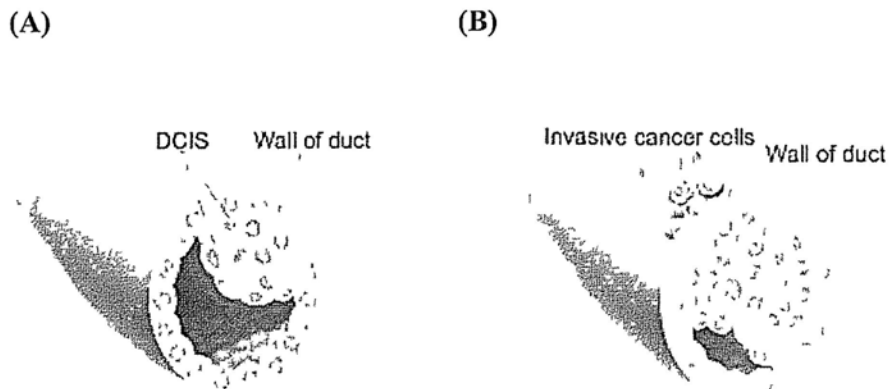 (A)
(B)
DCIS Wall of duct
Invasive cancer cells
Wall of duct